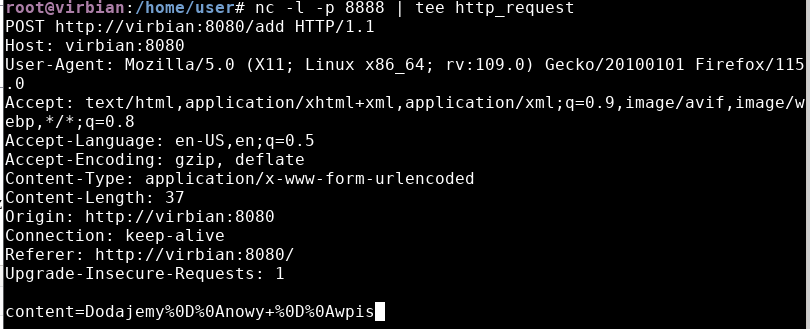 root@virbian:/home/user# nc -l -p 8888 | tee http_request
POST http://virbian:8080/add HTTP/1.1
Host: virbian:8080
User-Agent: Mozilla/5.0 (X11; Linux x86_64; rv:109.0) Gecko/20100101 Firefox/115
.0
Accept: text/html,application/xhtml+xml,application/xml;q=0.9,image/avif,image/w
ebp,*/*;q=0.8
Accept-Language: en-US,en;q=0.5
Accept-Encoding: gzip, deflate
Content-Type: application/x-www-form-urlencoded
Content-Length: 37
Origin: http://virbian:8080
Connection: keep-alive
Referer: http://virbian:8080/
Upgrade-Insecure-Requests: 1

content=Dodajemy%0D%0Anowy+%0D%0Awpis